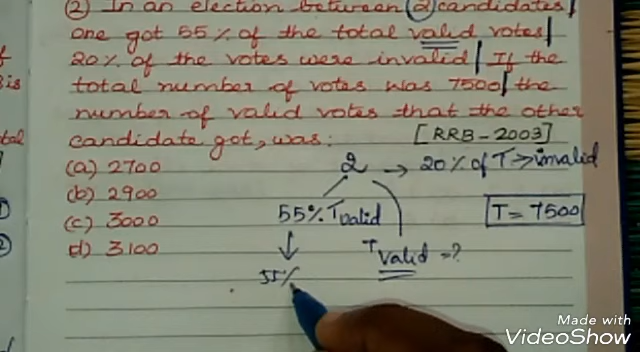 ② In an election between ② candidates,
one got 55% of the total valid votes,
20% of the votes were invalid. If the
total number of votes was 7500, the
number of valid votes that the other
candidate got, was: [RRB-2003]
(a) 2700
(b) 2900
(c) 3000
(d) 3100
2 → 20% of T → invalid
55% T valid
T = 7500
T valid = ?
55%
Made with
VideoShow